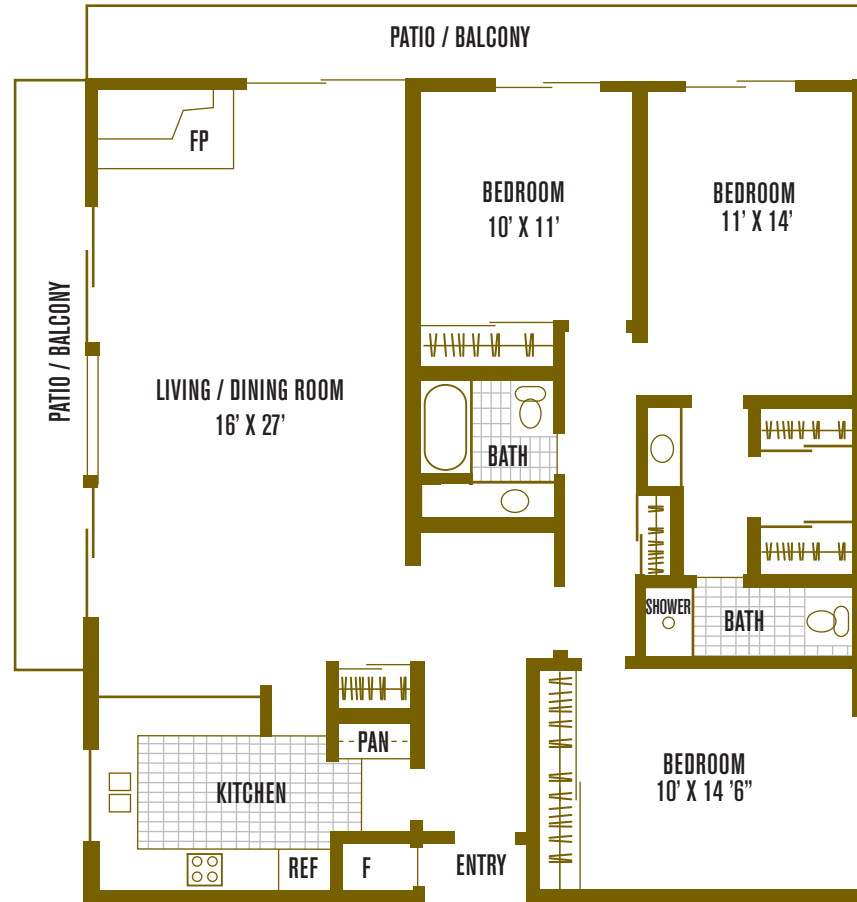 PATIO / BALCONY
FP
BEDROOM
10' X 11'
BEDROOM
11' X 14'
PATIO / BALCONY
LIVING / DINING ROOM
16' X 27'
BATH
SHOWER
BATH
PAN
KITCHEN
BEDROOM
10' X 14 '6"
REF
F
ENTRY